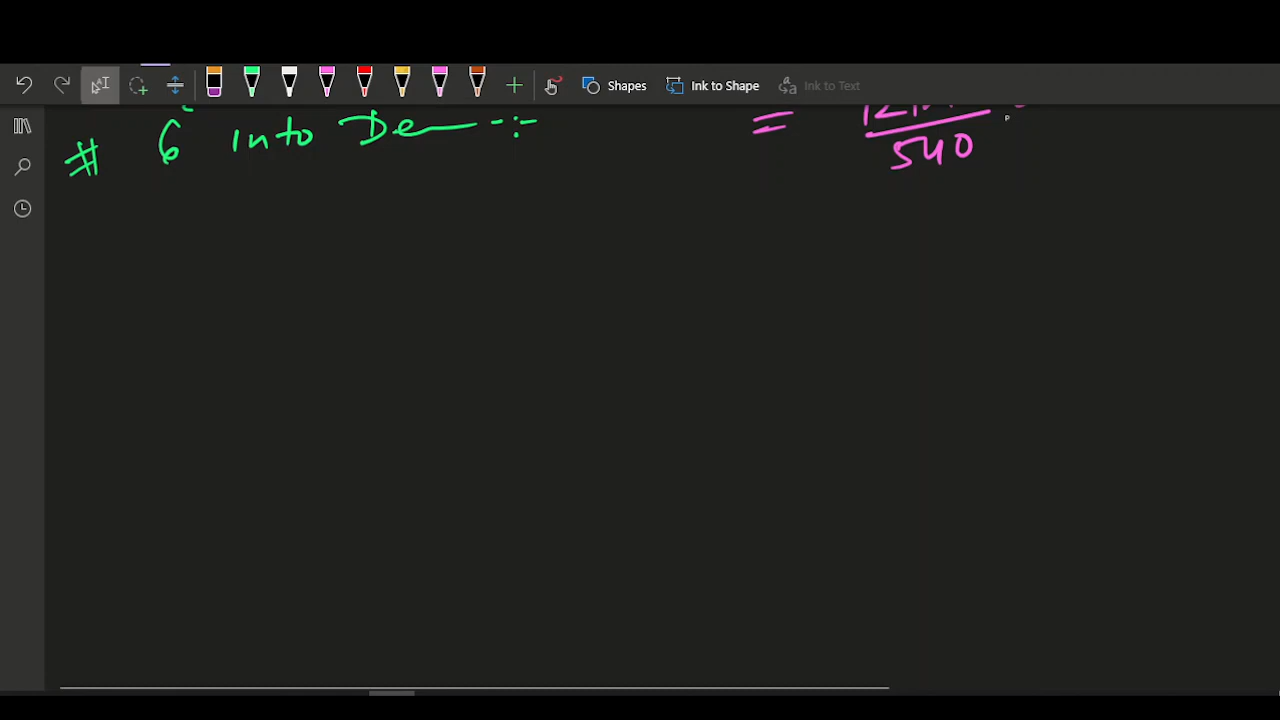 Shapes
Ink to Shape
Ink to Text
# 6 into De
=
540